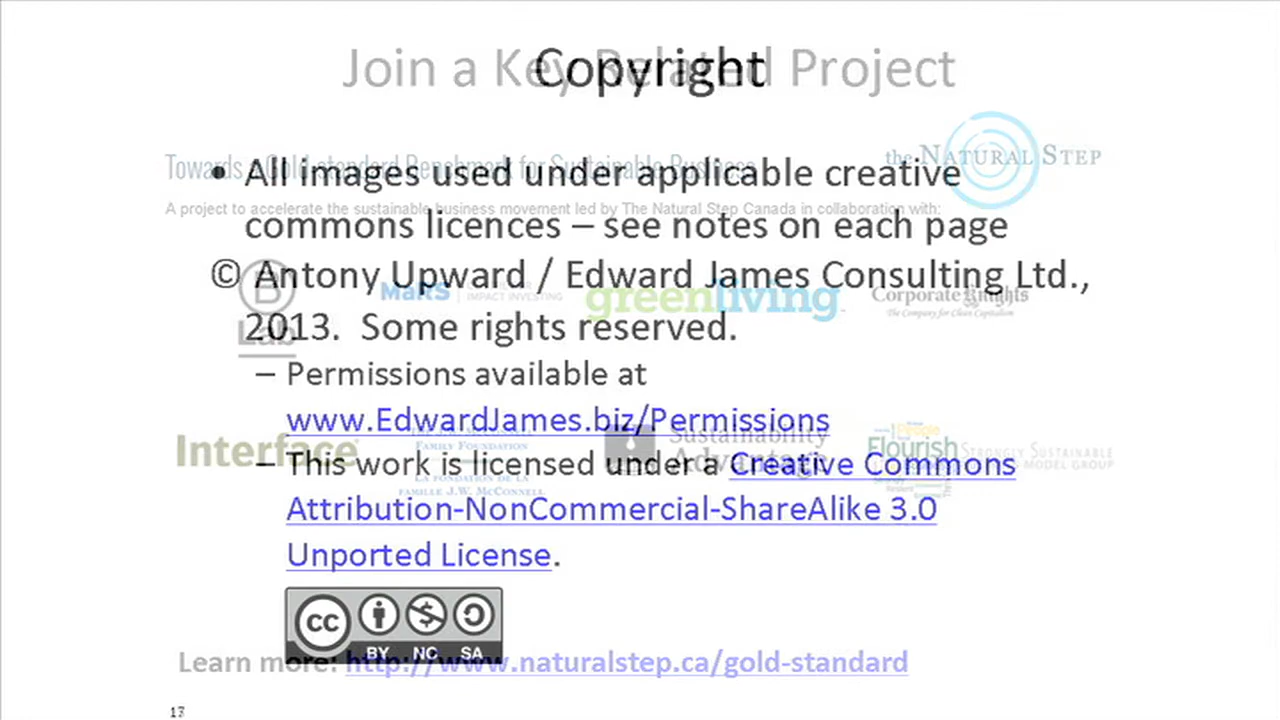 Join a Key Related Project
Copyright
Towards a Gold-standard Benchmark for Sustainable Business
the NATURAL STEP
• All images used under applicable creative
A project to accelerate the sustainable business movement led by The Natural Step Canada in collaboration with:
commons licences – see notes on each page
© Antony Upward / Edward James Consulting Ltd.,
B
Lab
MaRS
IMPACT INVESTING
greenliving
Corporate Knights
The Company for Clean Capitalism
2013. Some rights reserved.
– Permissions available at
www.EdwardJames.biz/Permissions
Interface
FAMILY FOUNDATION
LA FONDATION DE LA
FAMILLE J.W. MCCONNELL
Sustainability
Advantage
People
Flourish
STRONGLY SUSTAINABLE
MODEL GROUP
– This work is licensed under a Creative Commons
Attribution-NonCommercial-ShareAlike 3.0
Unported License.
cc BY NC SA
Learn more: http://www.naturalstep.ca/gold-standard